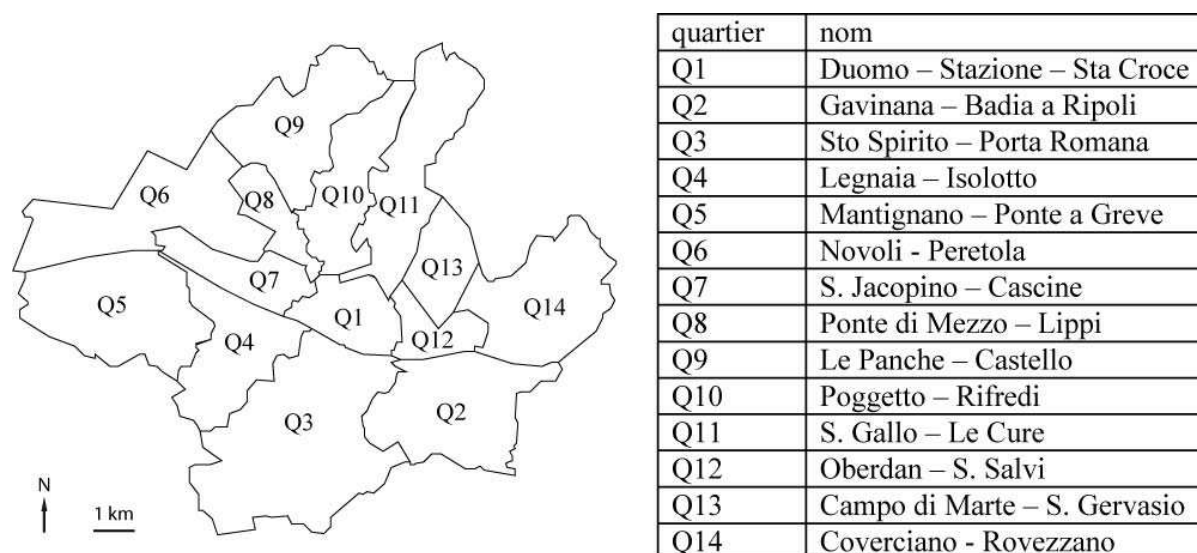 Q9
Q6
Q8
Q10
Q11
Q7
Q13
Q5
Q14
Q1
Q4
Q12
Q3
Q2
N
1 km
quartier nom
Q1 Duomo – Stazione – Sta Croce
Q2 Gavinana – Badia a Ripoli
Q3 Sto Spirito – Porta Romana
Q4 Legnaia – Isolotto
Q5 Mantignano – Ponte a Greve
Q6 Novoli - Peretola
Q7 S. Jacopino – Cascine
Q8 Ponte di Mezzo – Lippi
Q9 Le Panche – Castello
Q10 Poggetto – Rifredi
Q11 S. Gallo – Le Cure
Q12 Oberdan – S. Salvi
Q13 Campo di Marte – S. Gervasio
Q14 Coverciano - Rovezzano